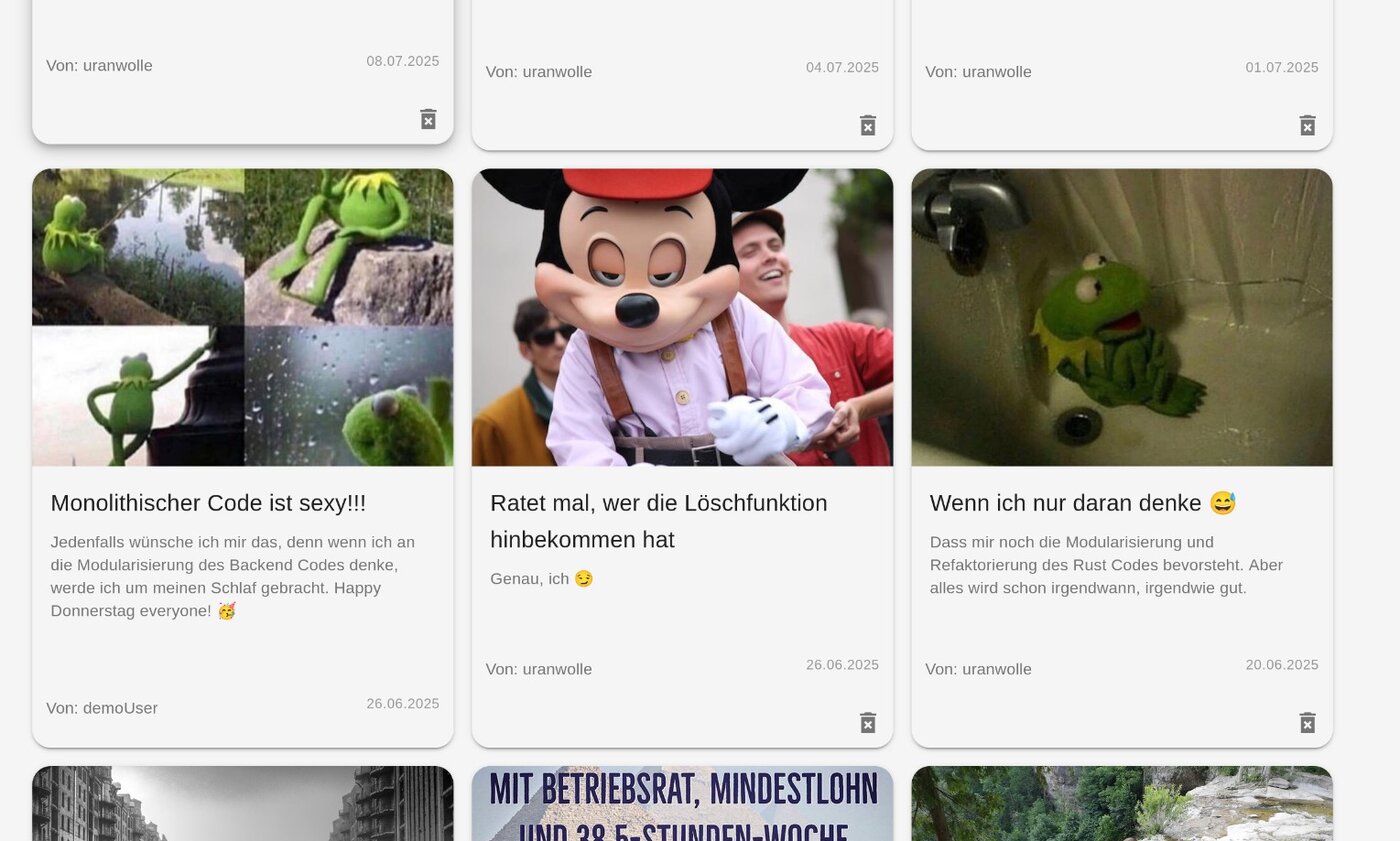 Von: uranwolle
08.07.2025
Von: uranwolle
04.07.2025
Von: uranwolle
01.07.2025
Monolithischer Code ist sexy!!!
Jedenfalls wünsche ich mir das, denn wenn ich an
die Modularisierung des Backend Codes denke,
werde ich um meinen Schlaf gebracht. Happy
Donnerstag everyone! 🥳
Von: demoUser
26.06.2025
Ratet mal, wer die Löschfunktion
hinbekommen hat
Genau, ich 😏
Von: uranwolle
26.06.2025
Wenn ich nur daran denke 😅
Dass mir noch die Modularisierung und
Refaktorierung des Rust Codes bevorsteht. Aber
alles wird schon irgendwann, irgendwie gut.
Von: uranwolle
20.06.2025
MIT BETRIEBSRAT, MINDESTLOHN
UND 38,5-STUNDEN-WOCHE